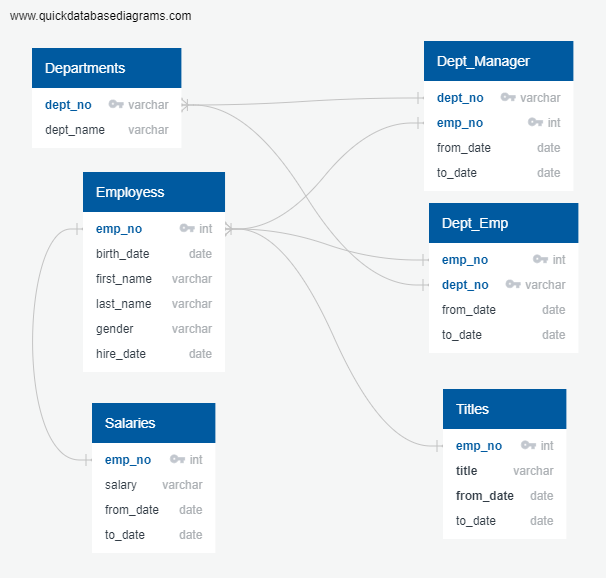 www.quickdatabasediagrams.com
Departments
dept_no varchar
dept_name varchar
Dept_Manager
dept_no varchar
emp_no int
from_date date
to_date date
Employess
emp_no int
birth_date date
first_name varchar
last_name varchar
gender varchar
hire_date date
Dept_Emp
emp_no int
dept_no varchar
from_date date
to_date date
Salaries
emp_no int
salary varchar
from_date date
to_date date
Titles
emp_no int
title varchar
from_date date
to_date date